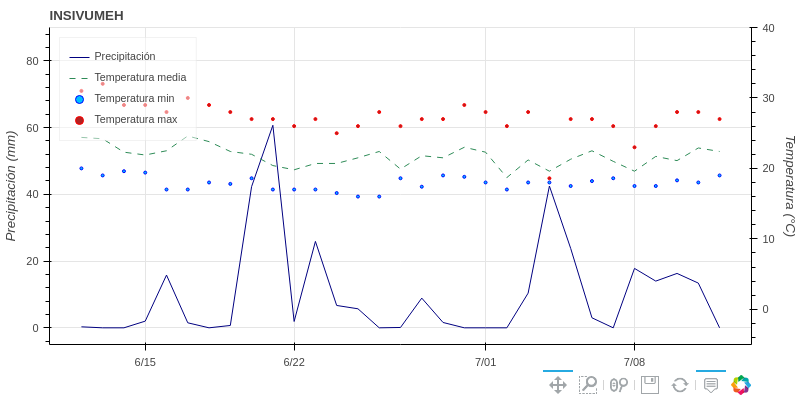 INSIVUMEH
Precipitación
Temperatura media
Temperatura min
Temperatura max
80
60
40
20
0
Precipitación (mm)
40
30
20
10
0
Temperatura (°C)
6/15
6/22
7/01
7/08